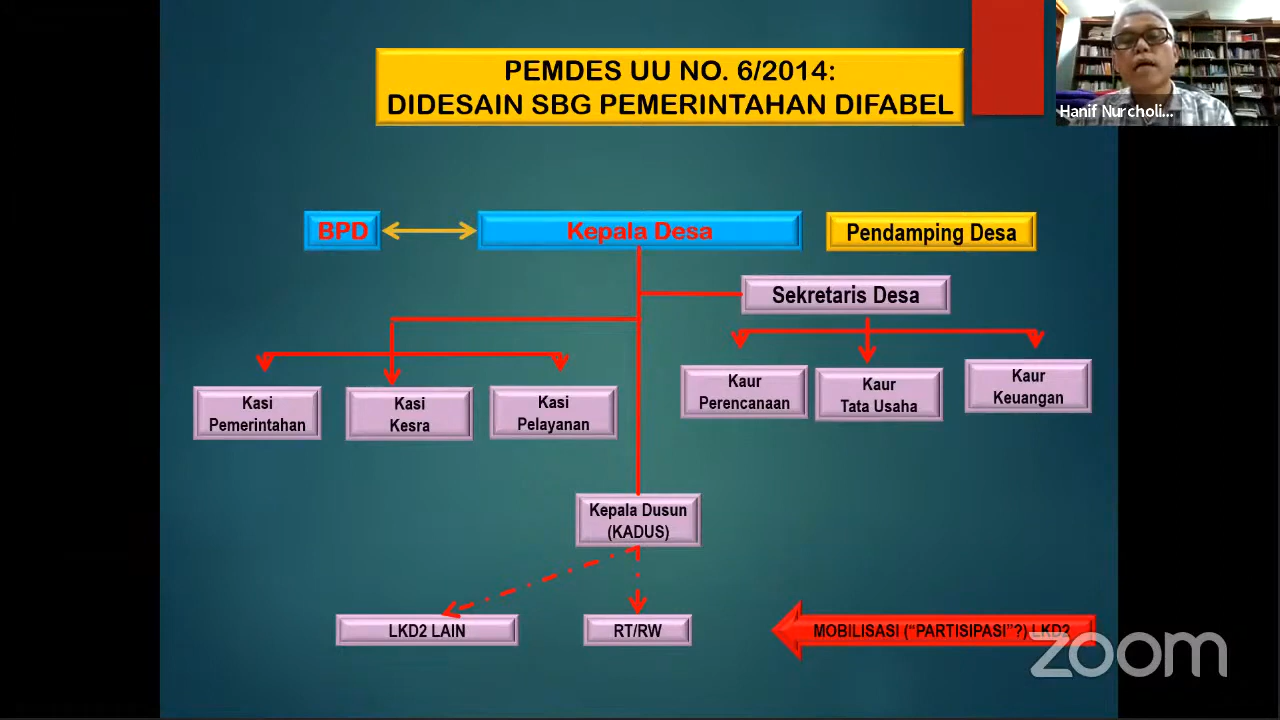 PEMDES UU NO. 6/2014:
DIDESAIN SBG PEMERINTAHAN DIFABEL
Hanif Nurcholi...
BPD
Kepala Desa
Pendamping Desa
Sekretaris Desa
Kasi
Pemerintahan
Kasi
Kesra
Kasi
Pelayanan
Kaur
Perencanaan
Kaur
Tata Usaha
Kaur
Keuangan
Kepala Dusun
(KADUS)
LKD2 LAIN
RT/RW
MOBILISASI (“PARTISIPASI”?) LKD2
zoom